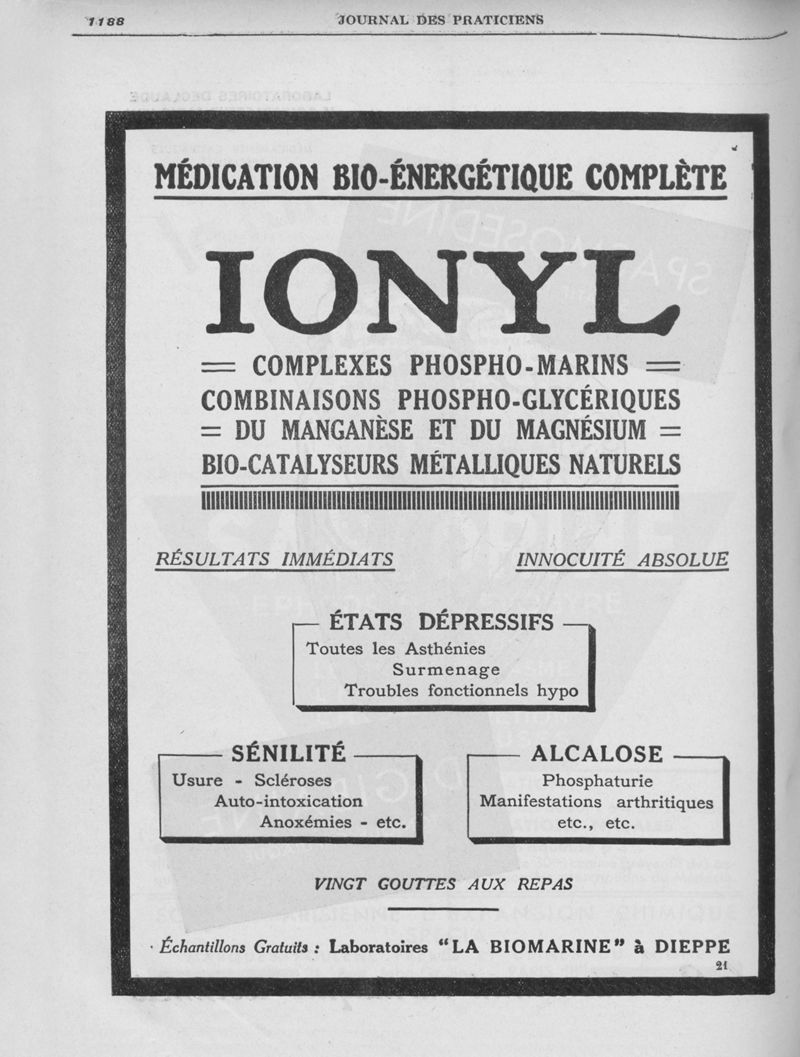 1188
JOURNAL DES PRATICIENS
MÉDICATION BIO-ÉNERGÉTIQUE COMPLÈTE
IONYL
= COMPLEXES PHOSPHO-MARINS =
COMBINAISONS PHOSPHO-GLYCÉRIQUES
= DU MANGANÈSE ET DU MAGNÉSIUM =
BIO-CATALYSEURS MÉTALLIQUES NATURELS
RÉSULTATS IMMÉDIATS
INNOCUITÉ ABSOLUE
ÉTATS DÉPRESSIFS
Toutes les Asthénies
Surmenage
Troubles fonctionnels hypo
SÉNILITÉ
Usure - Scléroses
Auto-intoxication
Anoxémies - etc.
ALCALOSE
Phosphaturie
Manifestations arthritiques
etc., etc.
VINGT GOUTTES AUX REPAS
Échantillons Gratuits : Laboratoires "LA BIOMARINE" à DIEPPE
21